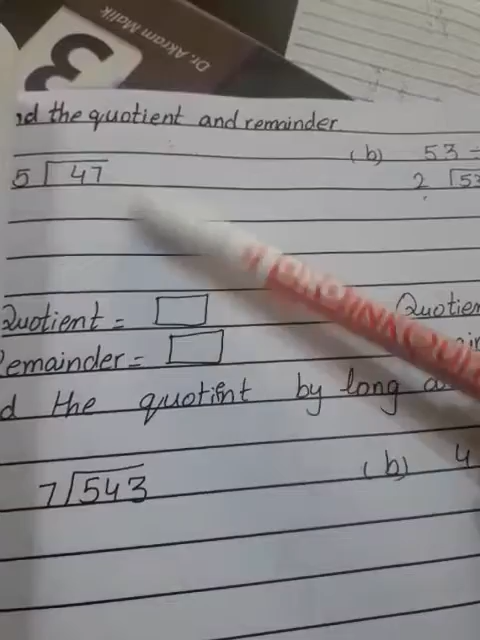 Dr. Akram Malik
3
the quotient and remainder
(b) 53 ÷
5 47
2 53
Quotient =
Quotien
Remainder =
the quotient by long
(b) 4
7 543